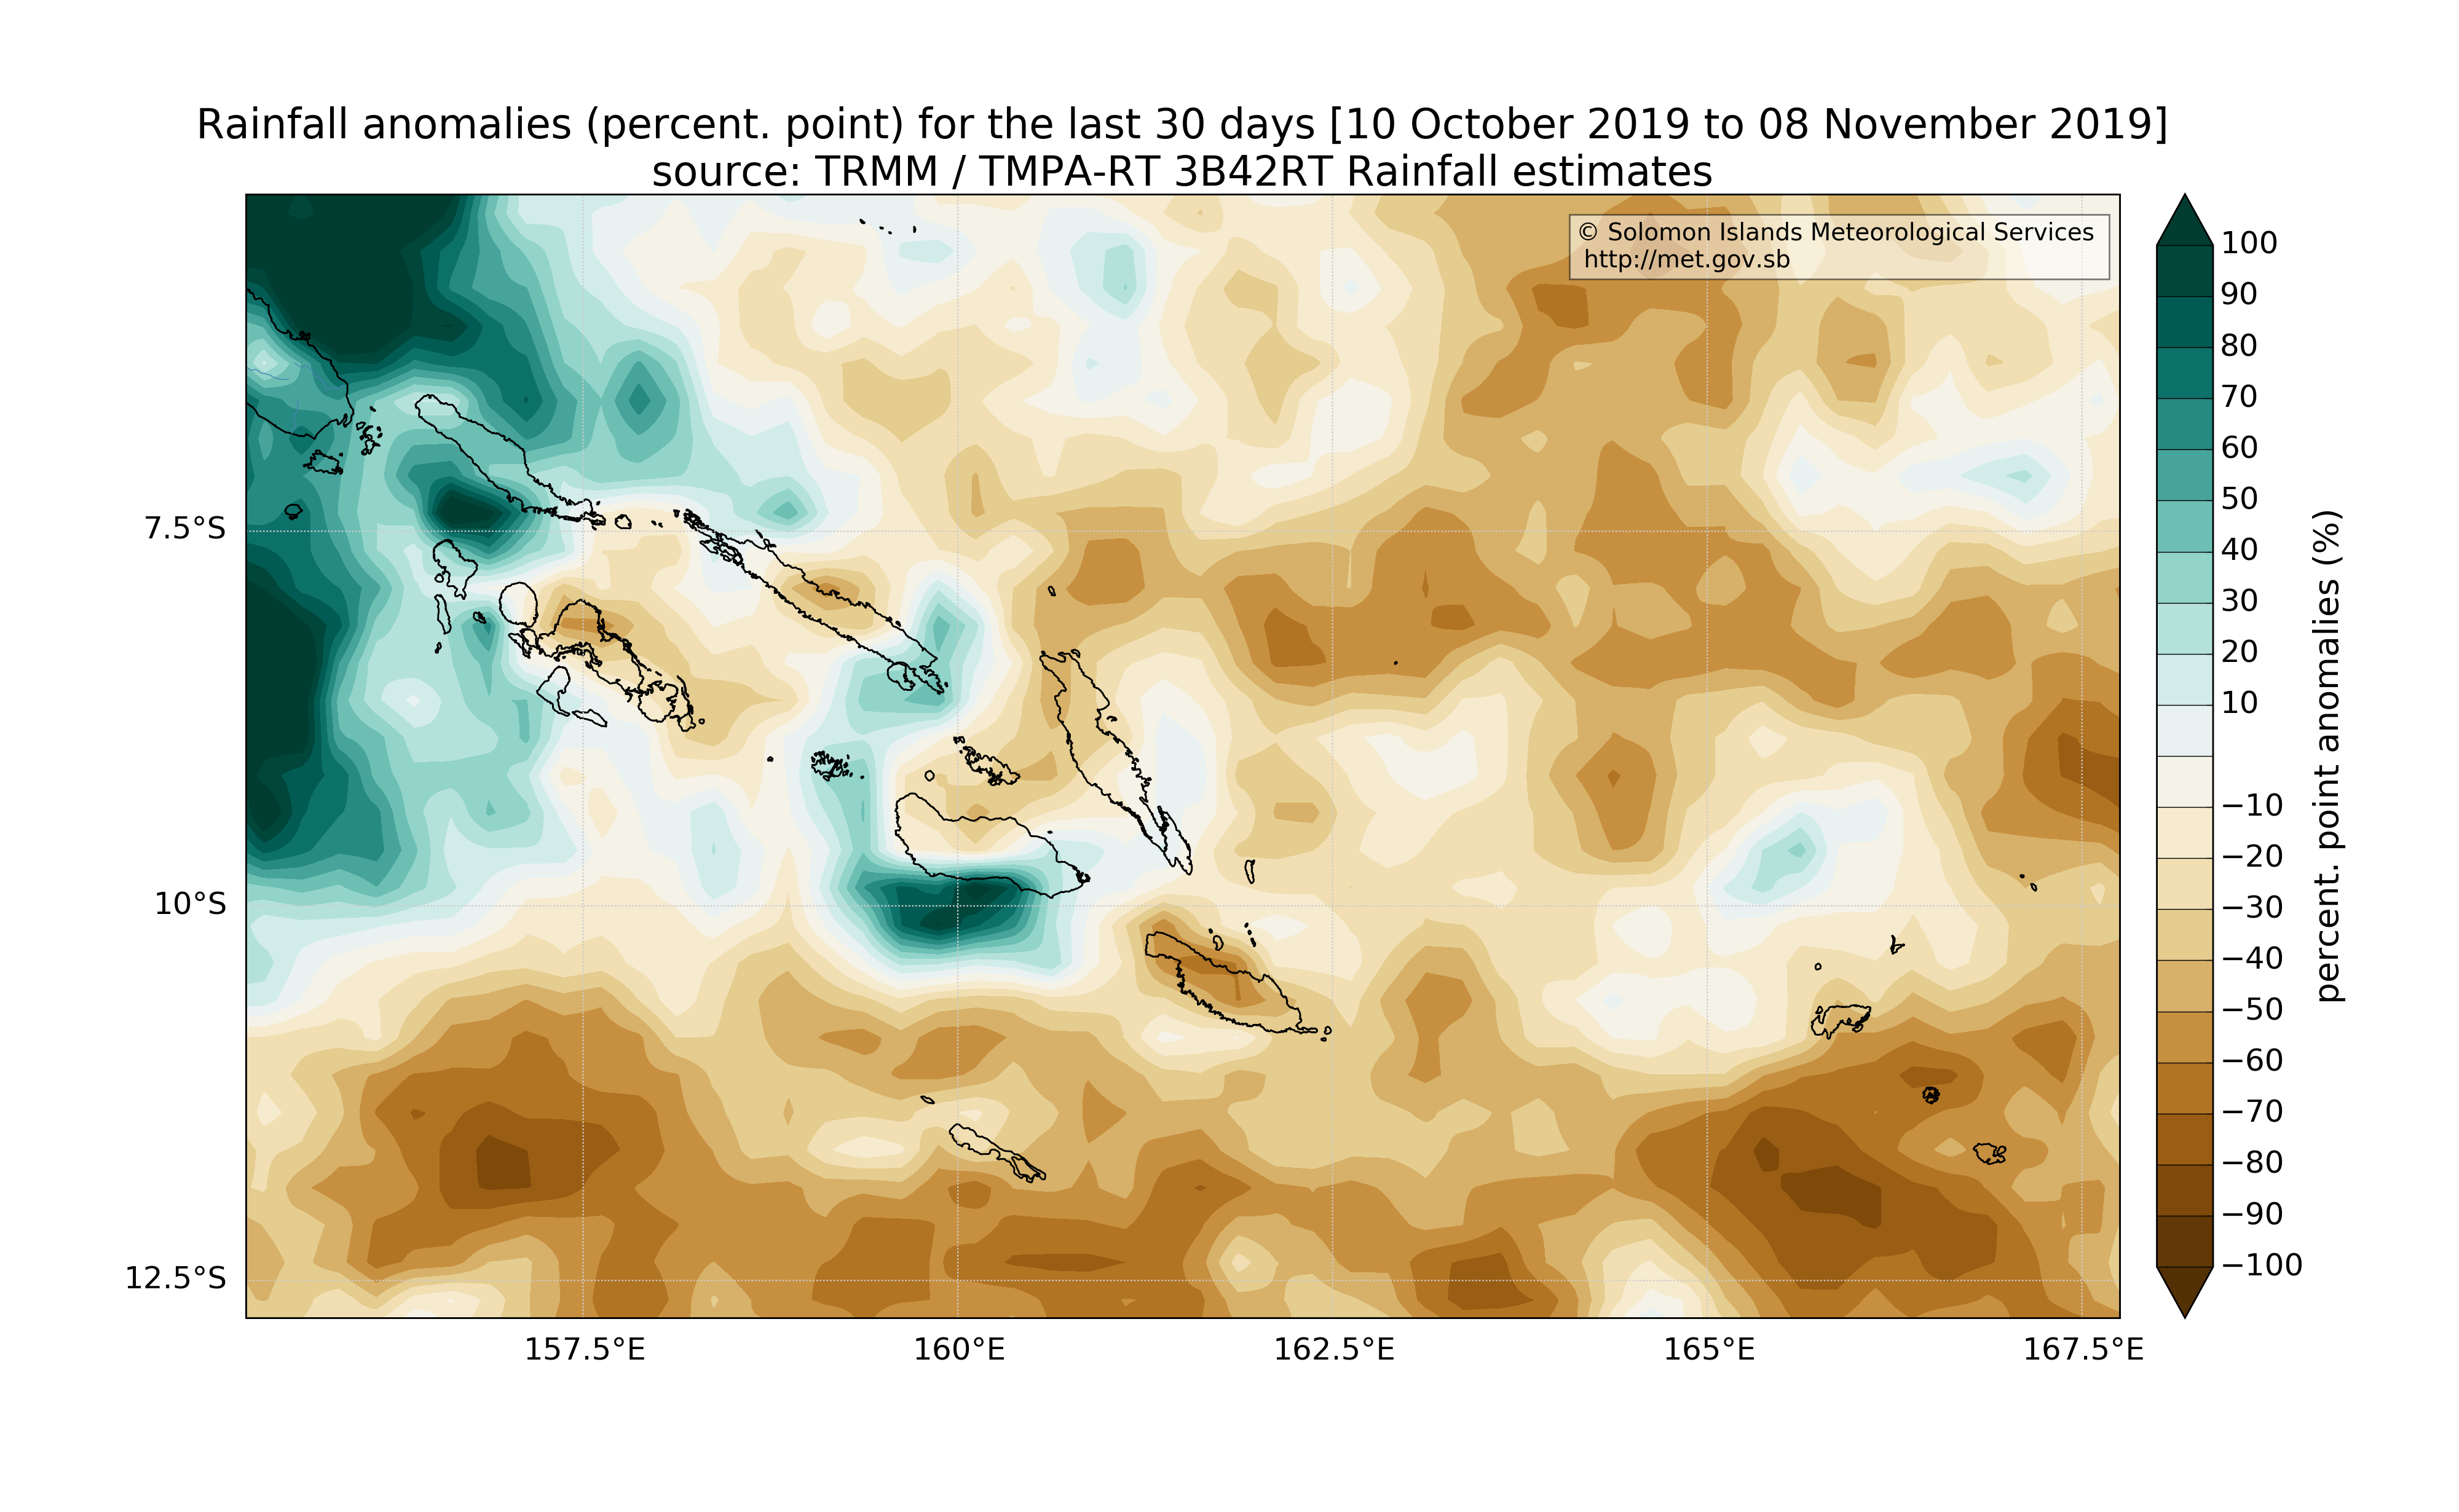 Rainfall anomalies (percent. point) for the last 30 days [10 October 2019 to 08 November 2019]
source: TRMM / TMPA-RT 3B42RT Rainfall estimates
© Solomon Islands Meteorological Services
http://met.gov.sb
7.5°S
10°S
12.5°S
157.5°E
160°E
162.5°E
165°E
167.5°E
100
90
80
70
60
50
40
30
20
10
−10
−20
−30
−40
−50
−60
−70
−80
−90
−100
percent. point anomalies (%)